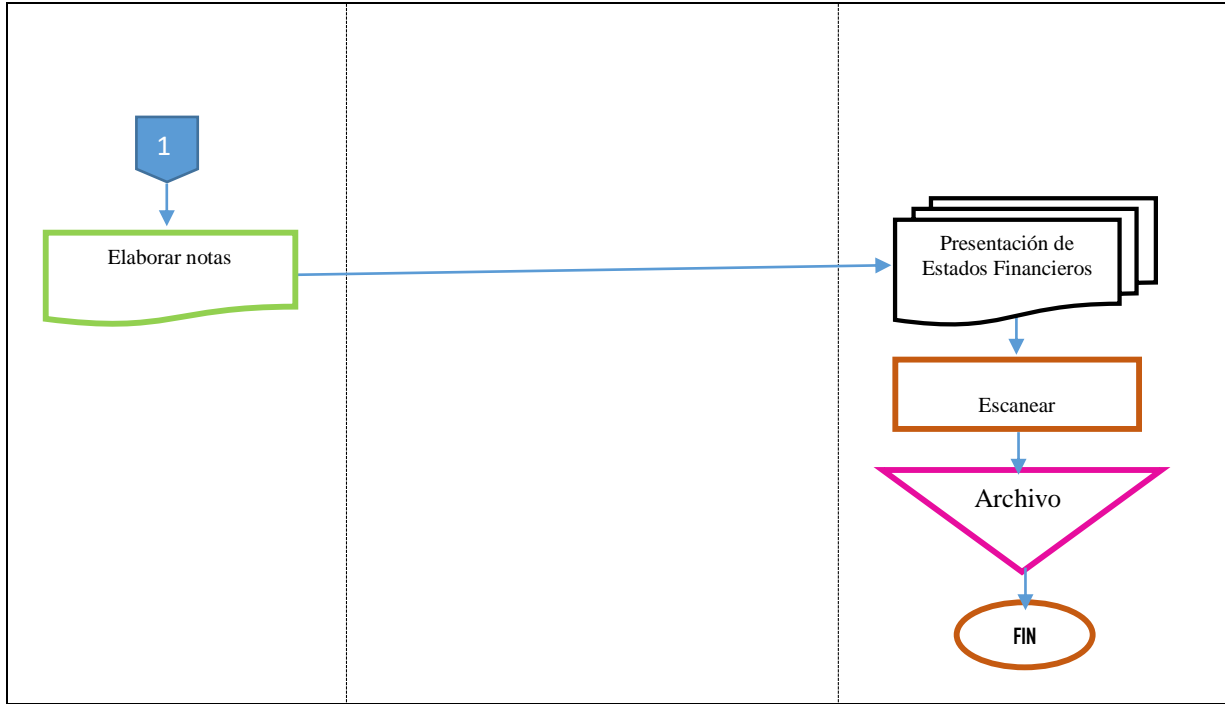 1
Elaborar notas
Presentación de
Estados Financieros
Escanear
Archivo
FIN